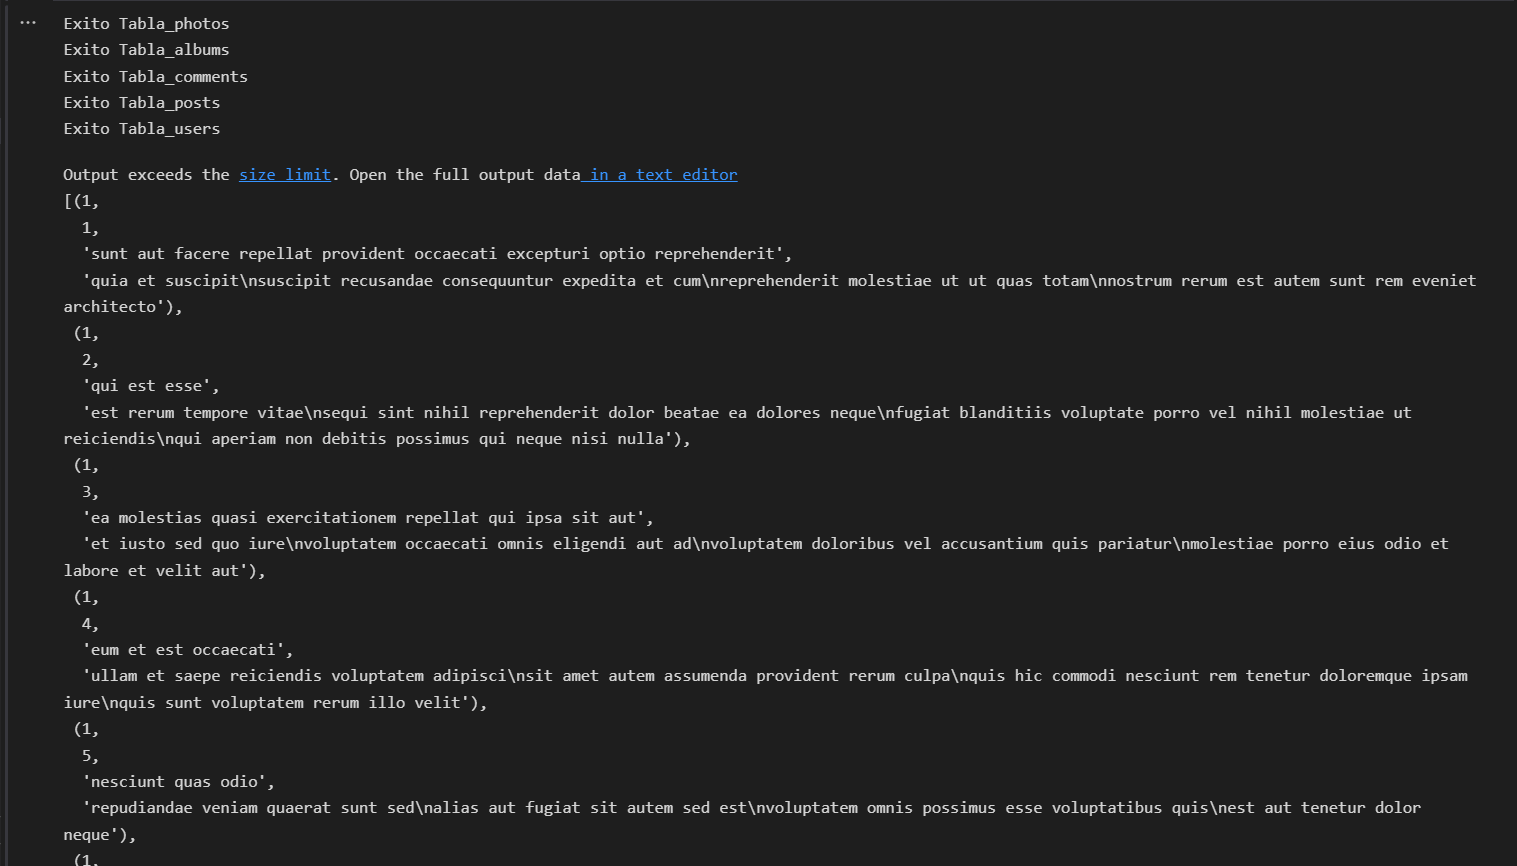 ...
Exito Tabla_photos
Exito Tabla_albums
Exito Tabla_comments
Exito Tabla_posts
Exito Tabla_users
Output exceeds the size limit. Open the full output data in a text editor
[(1,
1,
'sunt aut facere repellat provident occaecati excepturi optio reprehenderit',
'quia et suscipit\nsuscipit recusandae consequuntur expedita et cum\nreprehenderit molestiae ut ut quas totam\nnostrum rerum est autem sunt rem eveniet
architecto'),
(1,
2,
'qui est esse',
'est rerum tempore vitae\nsequi sint nihil reprehenderit dolor beatae ea dolores neque\nfugiat blanditiis voluptate porro vel nihil molestiae ut
reiciendis\nqui aperiam non debitis possimus qui neque nisi nulla'),
(1,
3,
'ea molestias quasi exercitationem repellat qui ipsa sit aut',
'et iusto sed quo iure\nvoluptatem occaecati omnis eligendi aut ad\nvoluptatem doloribus vel accusantium quis pariatur\nmolestiae porro eius odio et
labore et velit aut'),
(1,
4,
'eum et est occaecati',
'ullam et saepe reiciendis voluptatem adipisci\nsit amet autem assumenda provident rerum culpa\nquis hic commodi nesciunt rem tenetur doloremque ipsam
iure\nquis sunt voluptatem rerum illo velit'),
(1,
5,
'nesciunt quas odio',
'repudiandae veniam quaerat sunt sed\nalias aut fugiat sit autem sed est\nvoluptatem omnis possimus esse voluptatibus quis\nest aut tenetur dolor
neque'),
(1,